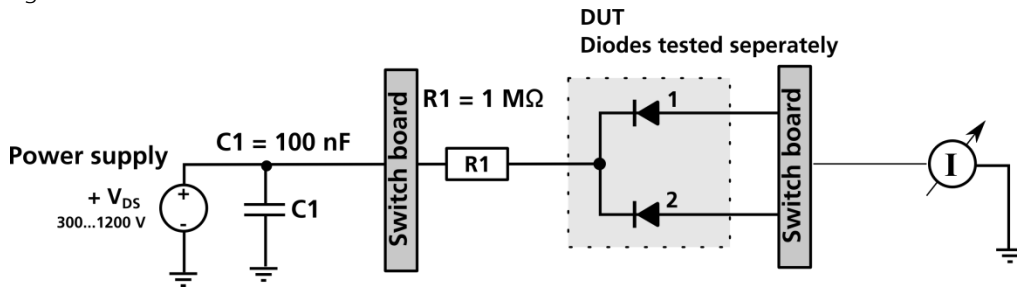 DUT
Diodes tested seperately
Switch board
R1 = 1 MΩ
1
Switch board
C1 = 100 nF
Power supply
R1
I
+ V_DS
300...1200 V
+
-
C1
2